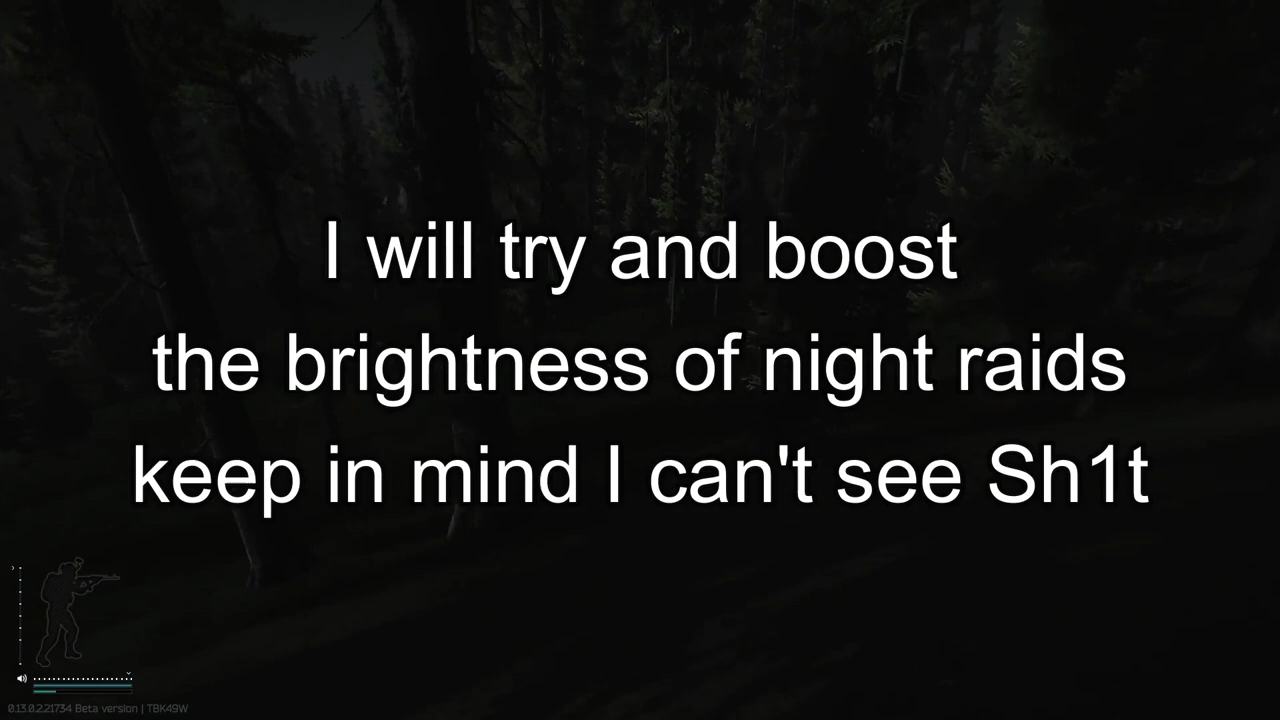 I will try and boost
the brightness of night raids
keep in mind I can't see Sh1t
0.13.0.2.21734 Beta version | TBK49W